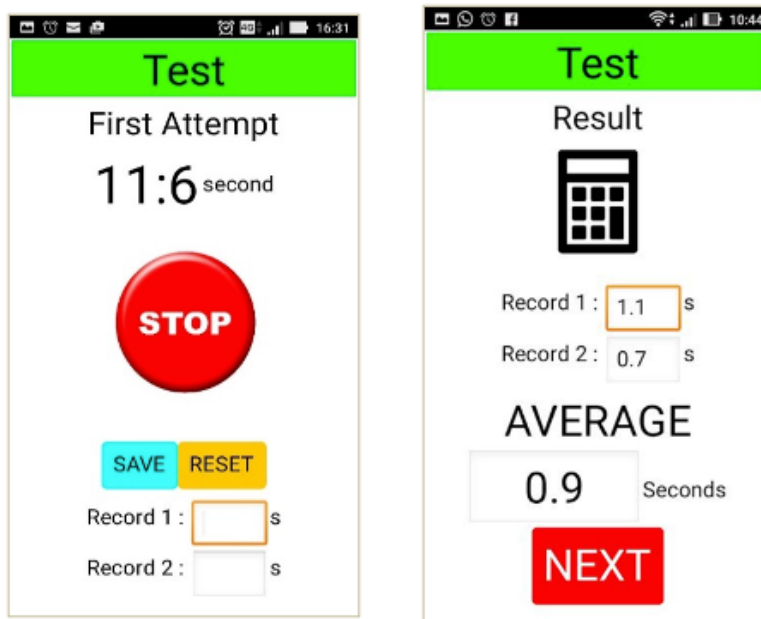 4G 16:31
Test
First Attempt
11:6 second
STOP
SAVE RESET
Record 1 : s
Record 2 : s
10:44
Test
Result
Record 1 : 1.1 s
Record 2 : 0.7 s
AVERAGE
0.9 Seconds
NEXT